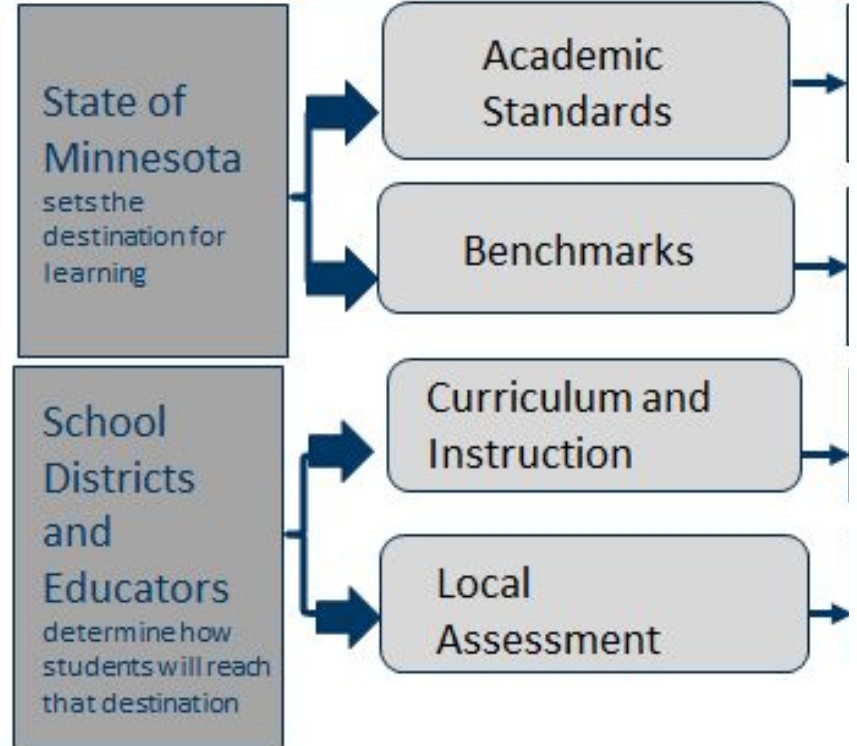 State of
Minnesota
sets the
destination for
learning
Academic
Standards
Benchmarks
School
Districts
and
Educators
determine how
students will reach
that destination
Curriculum and
Instruction
Local
Assessment